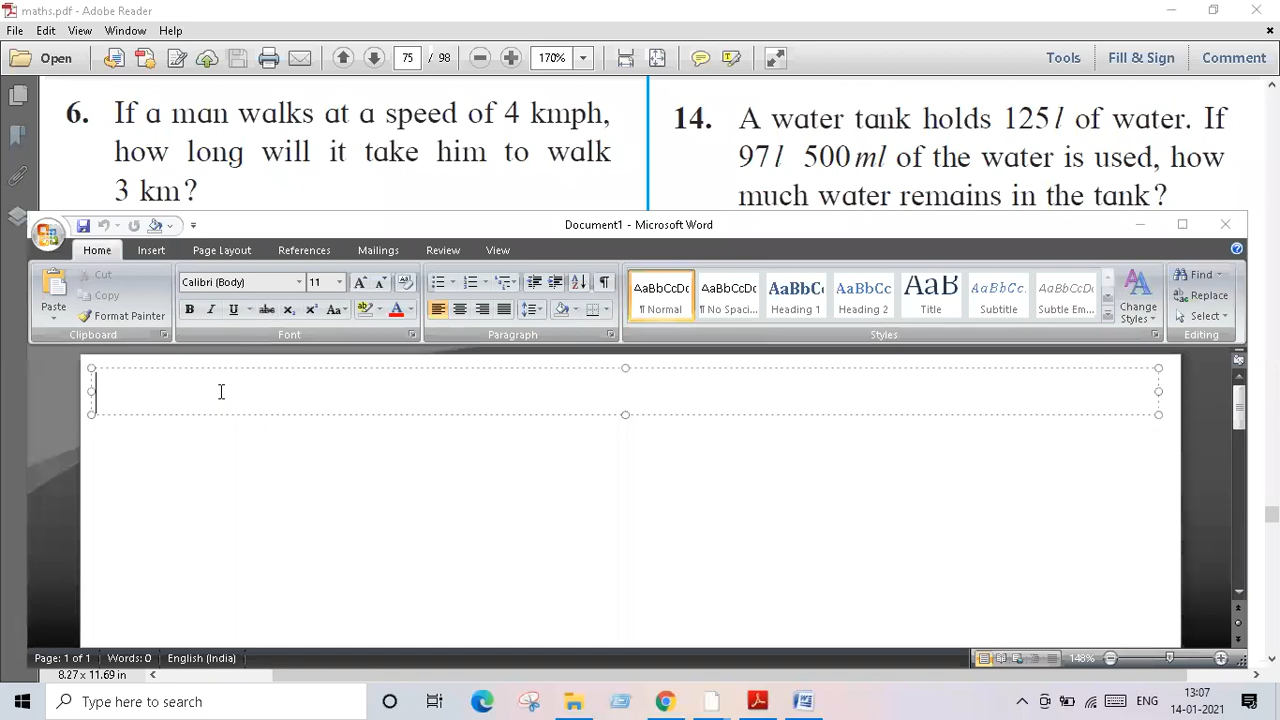 maths.pdf - Adobe Reader
File Edit View Window Help
Open 75 / 98 170% Tools Fill & Sign Comment
6. If a man walks at a speed of 4 kmph,
how long will it take him to walk
3 km?
14. A water tank holds 125 l of water. If
97 l 500 ml of the water is used, how
much water remains in the tank?
Document1 - Microsoft Word
Home Insert Page Layout References Mailings Review View
Paste Cut Copy Format Painter
Clipboard
Calibri (Body) 11
B I U abc x₂ x² Aa
Font
Paragraph
AaBbCcDc AaBbCcDc AaBbC AaBbCc AaB AaBbCc. AaBbCcD
¶ Normal ¶ No Spaci... Heading 1 Heading 2 Title Subtitle Subtle Em...
Change Styles
Styles
Find Replace Select
Editing
Page: 1 of 1 Words: 0 English (India) 148%
8.27 x 11.69 in
Type here to search ENG 13:07
14-01-2021